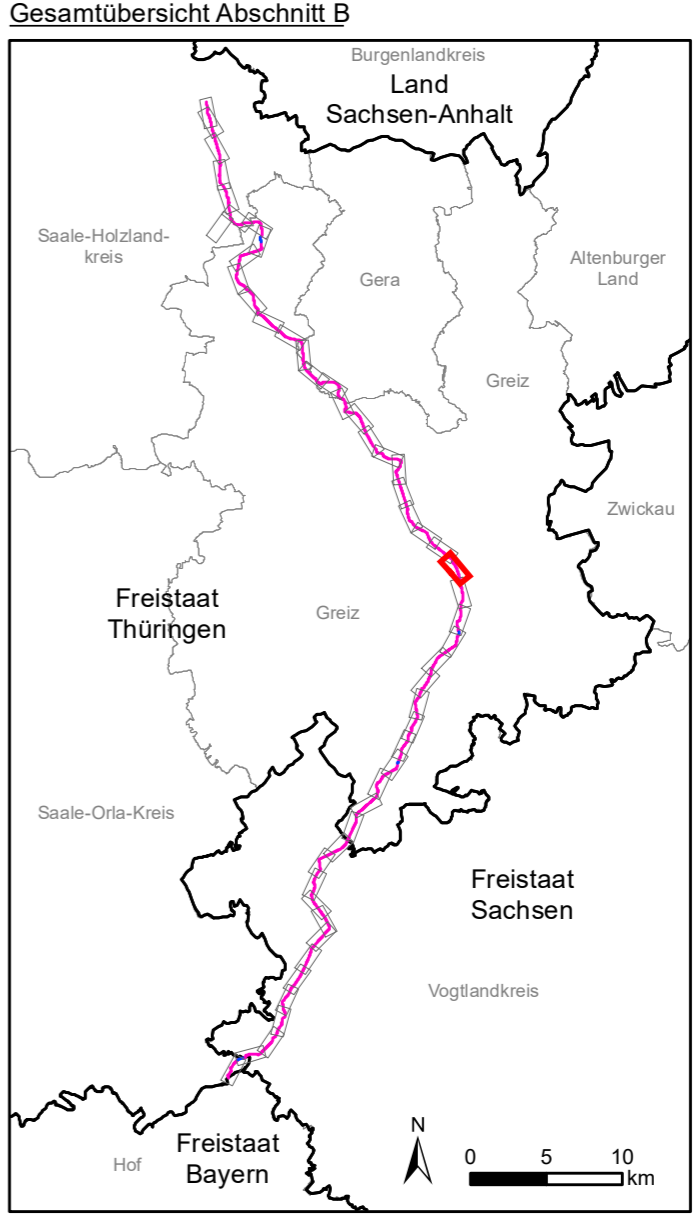 Gesamtübersicht Abschnitt B
Burgenlandkreis
Land
Sachsen-Anhalt
Saale-Holzland-
kreis
Gera
Altenburger
Land
Greiz
Zwickau
Freistaat
Thüringen
Greiz
Saale-Orla-Kreis
Freistaat
Sachsen
Vogtlandkreis
Hof
Freistaat
Bayern
N
0 5 10
km